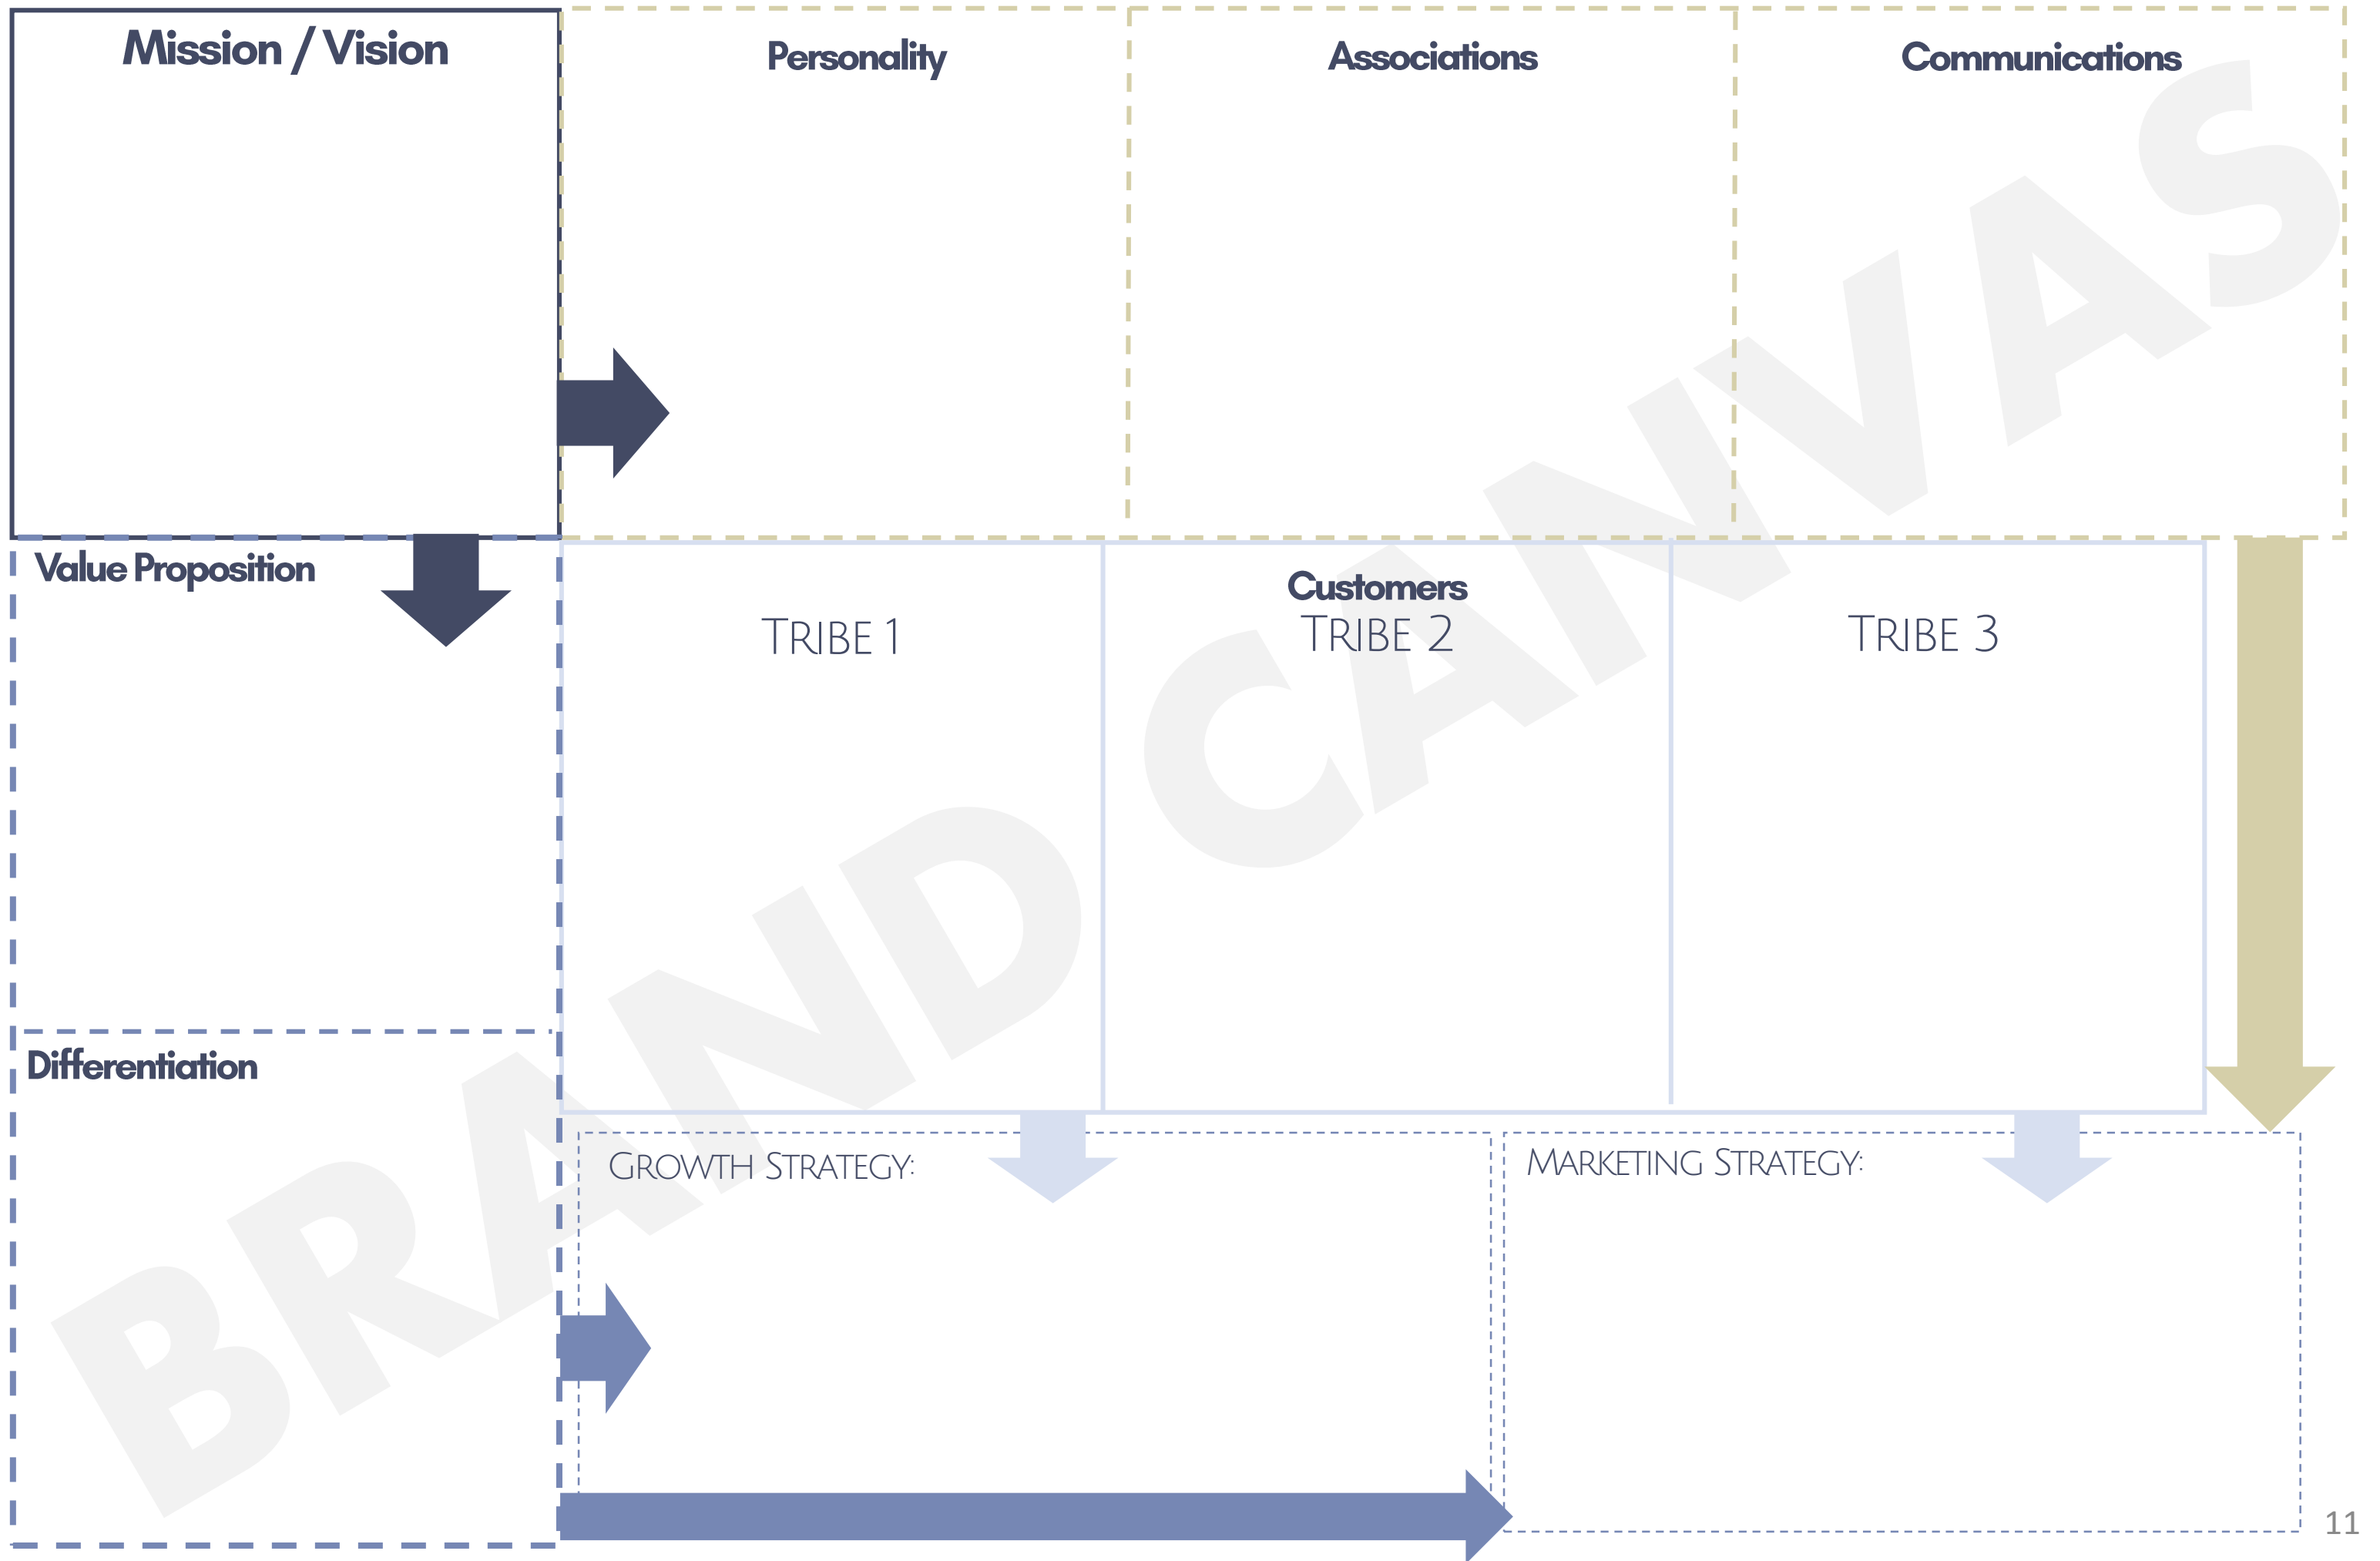 Mission / Vision
Personality
Associations
Communications
Value Proposition
Customers
TRIBE 1
TRIBE 2
TRIBE 3
Differentiation
GROWTH STRATEGY:
MARKETING STRATEGY:
BRAND CANVAS
11